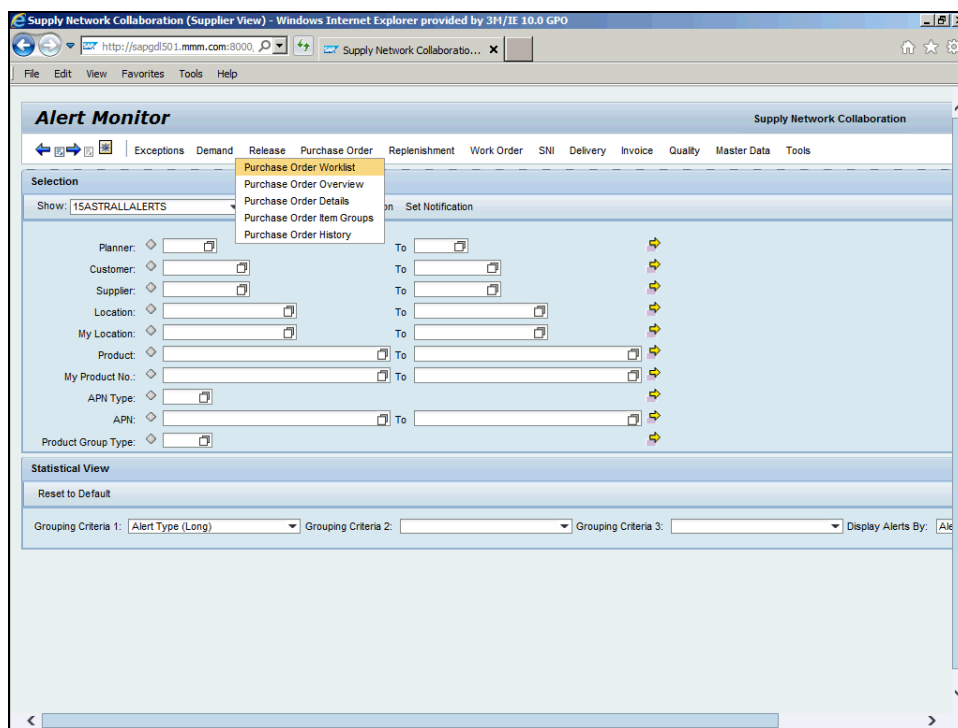 Supply Network Collaboration (Supplier View) - Windows Internet Explorer provided by 3M/IE 10.0 GPO
http://sapgdl501.mmm.com:8000, Supply Network Collaboratio...
File Edit View Favorites Tools Help
Alert Monitor Supply Network Collaboration
Exceptions Demand Release Purchase Order Replenishment Work Order SNI Delivery Invoice Quality Master Data Tools
Purchase Order Worklist
Purchase Order Overview
Purchase Order Details
Purchase Order Item Groups
Purchase Order History
Selection
Show: 15ASTRALLALERTS on Set Notification
Planner: To
Customer: To
Supplier: To
Location: To
My Location: To
Product: To
My Product No.: To
APN Type:
APN: To
Product Group Type:
Statistical View
Reset to Default
Grouping Criteria 1: Alert Type (Long) Grouping Criteria 2: Grouping Criteria 3: Display Alerts By: Ale